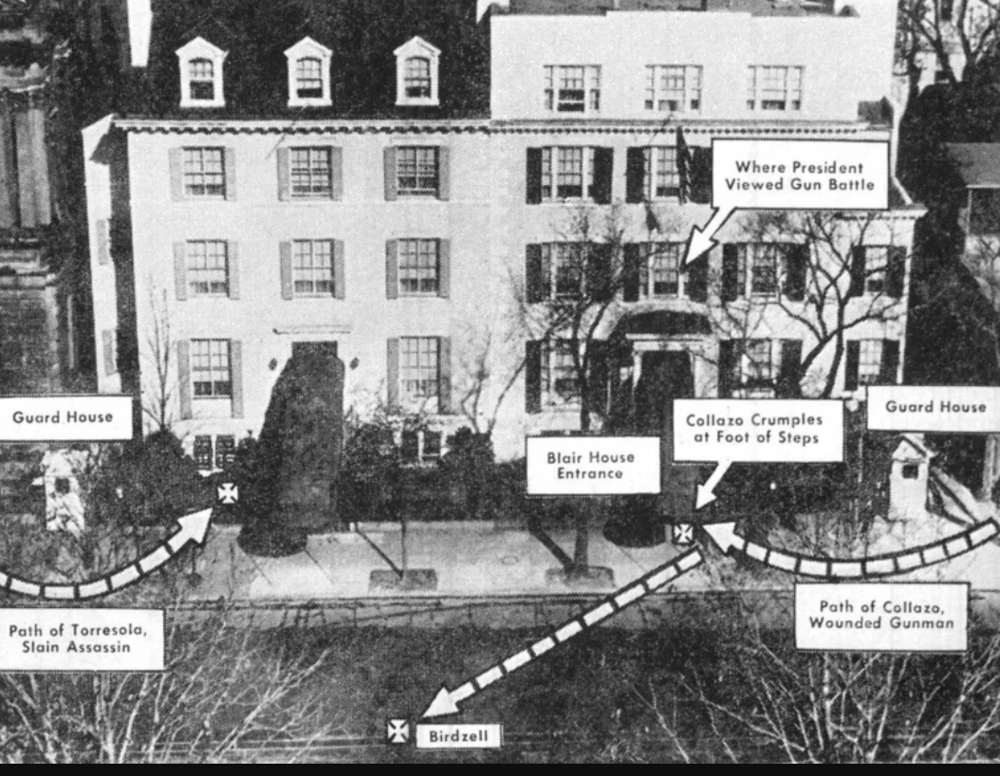 Where President
Viewed Gun Battle
Guard House
Collazo Crumples
at Foot of Steps
Guard House
Blair House
Entrance
Path of Torresola,
Slain Assassin
Path of Collazo,
Wounded Gunman
Birdzell